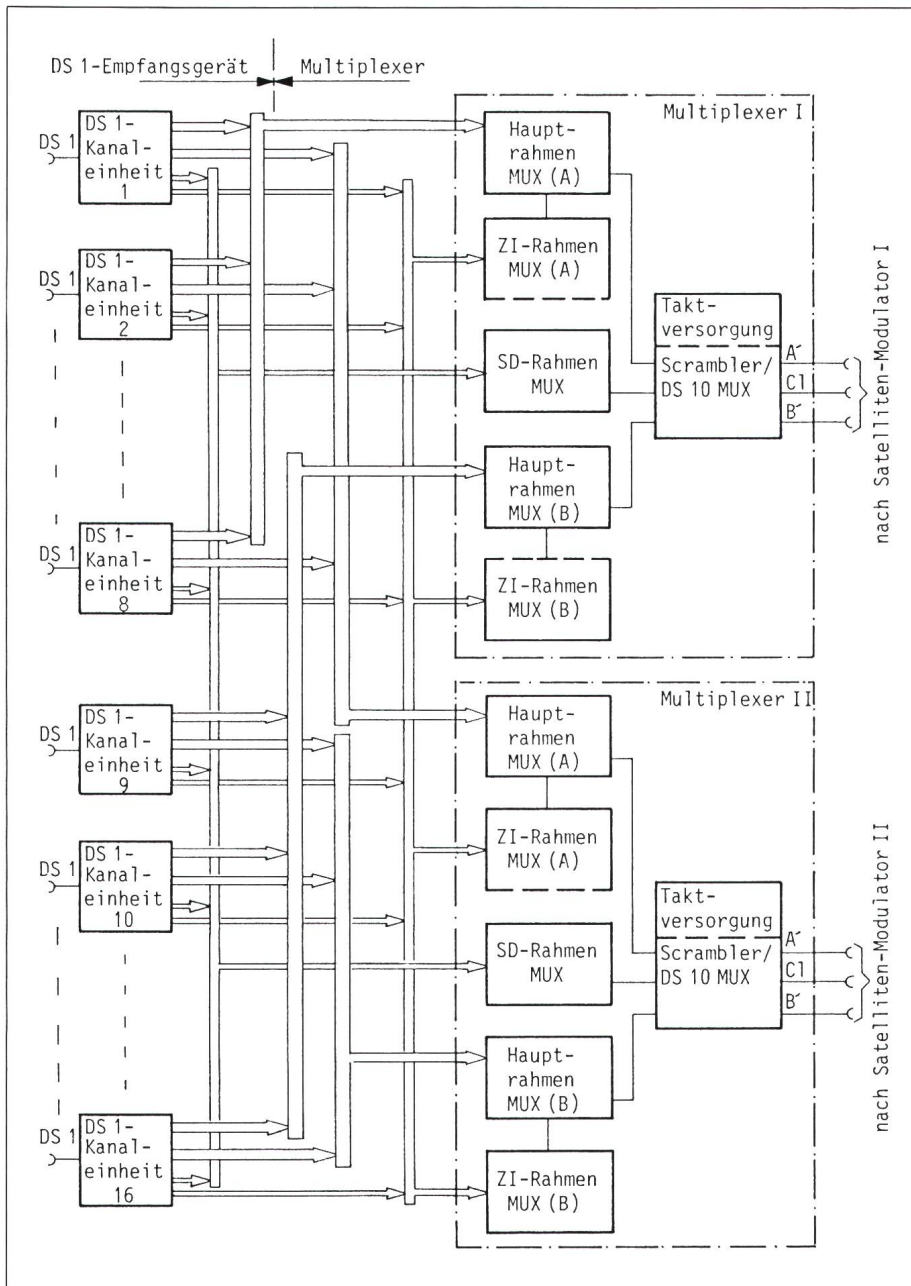 DS 1-Empfangsgerät
Multiplexer
DS 1
DS 1-
Kanal-
einheit
1
DS 1
DS 1-
Kanal-
einheit
2
DS 1
DS 1-
Kanal-
einheit
8
DS 1
DS 1-
Kanal-
einheit
9
DS 1
DS 1-
Kanal-
einheit
10
DS 1
DS 1-
Kanal-
einheit
16
Multiplexer I
Haupt-
rahmen
MUX (A)
ZI-Rahmen
MUX (A)
SD-Rahmen
MUX
Haupt-
rahmen
MUX (B)
ZI-Rahmen
MUX (B)
Takt-
versorgung
Scrambler/
DS 10 MUX
A´
Cl
B´
nach Satelliten-Modulator I
Multiplexer II
Haupt-
rahmen
MUX (A)
ZI-Rahmen
MUX (A)
SD-Rahmen
MUX
Haupt-
rahmen
MUX (B)
ZI-Rahmen
MUX (B)
Takt-
versorgung
Scrambler/
DS 10 MUX
A´
Cl
B´
nach Satelliten-Modulator II